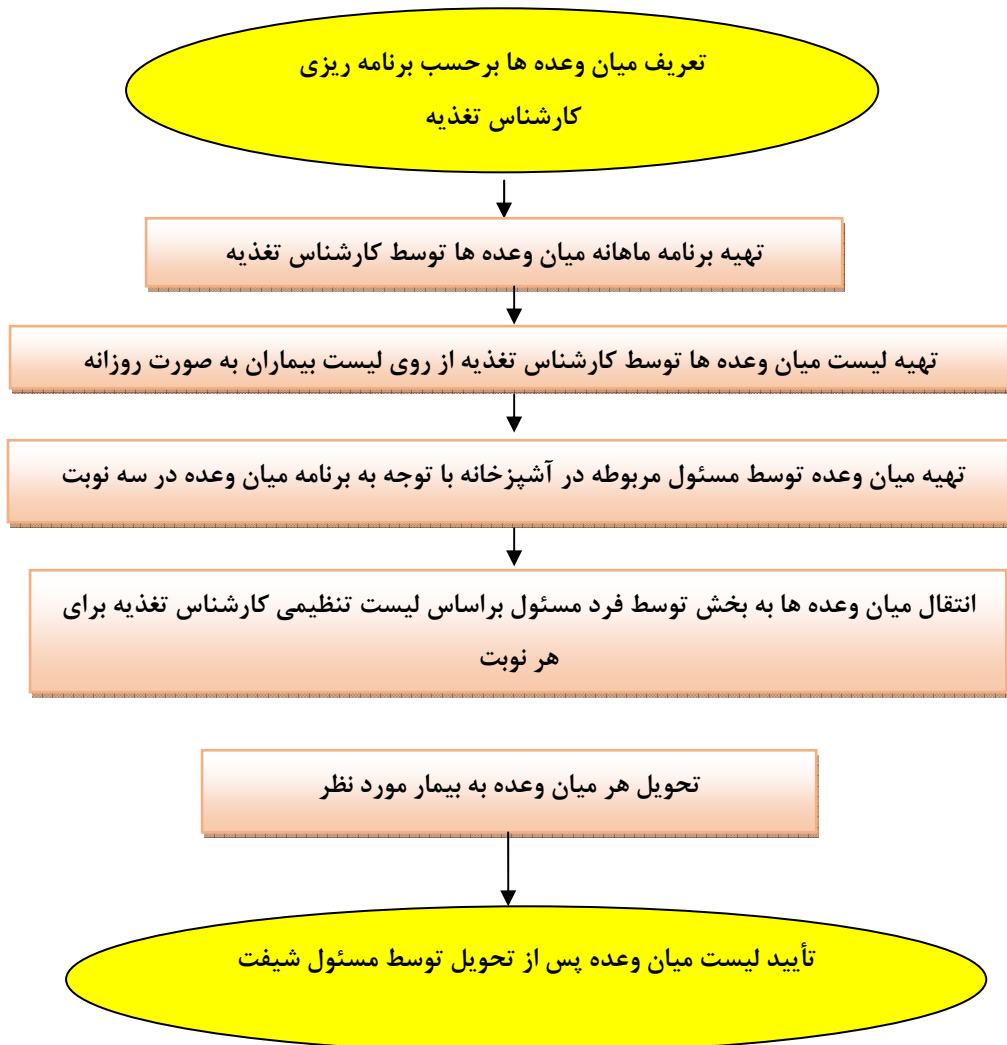 تعریف میان وعده ها برحسب برنامه ریزی
کارشناس تغذیه
تهیه برنامه ماهانه میان وعده ها توسط کارشناس تغذیه
تهیه لیست میان وعده ها توسط کارشناس تغذیه از روی لیست بیماران به صورت روزانه
تهیه میان وعده توسط مسئول مربوطه در آشپزخانه با توجه به برنامه میان وعده در سه نوبت
انتقال میان وعده ها به بخش توسط فرد مسئول براساس لیست تنظیمی کارشناس تغذیه برای
هر نوبت
تحویل هر میان وعده به بیمار مورد نظر
تأیید لیست میان وعده پس از تحویل توسط مسئول شیفت